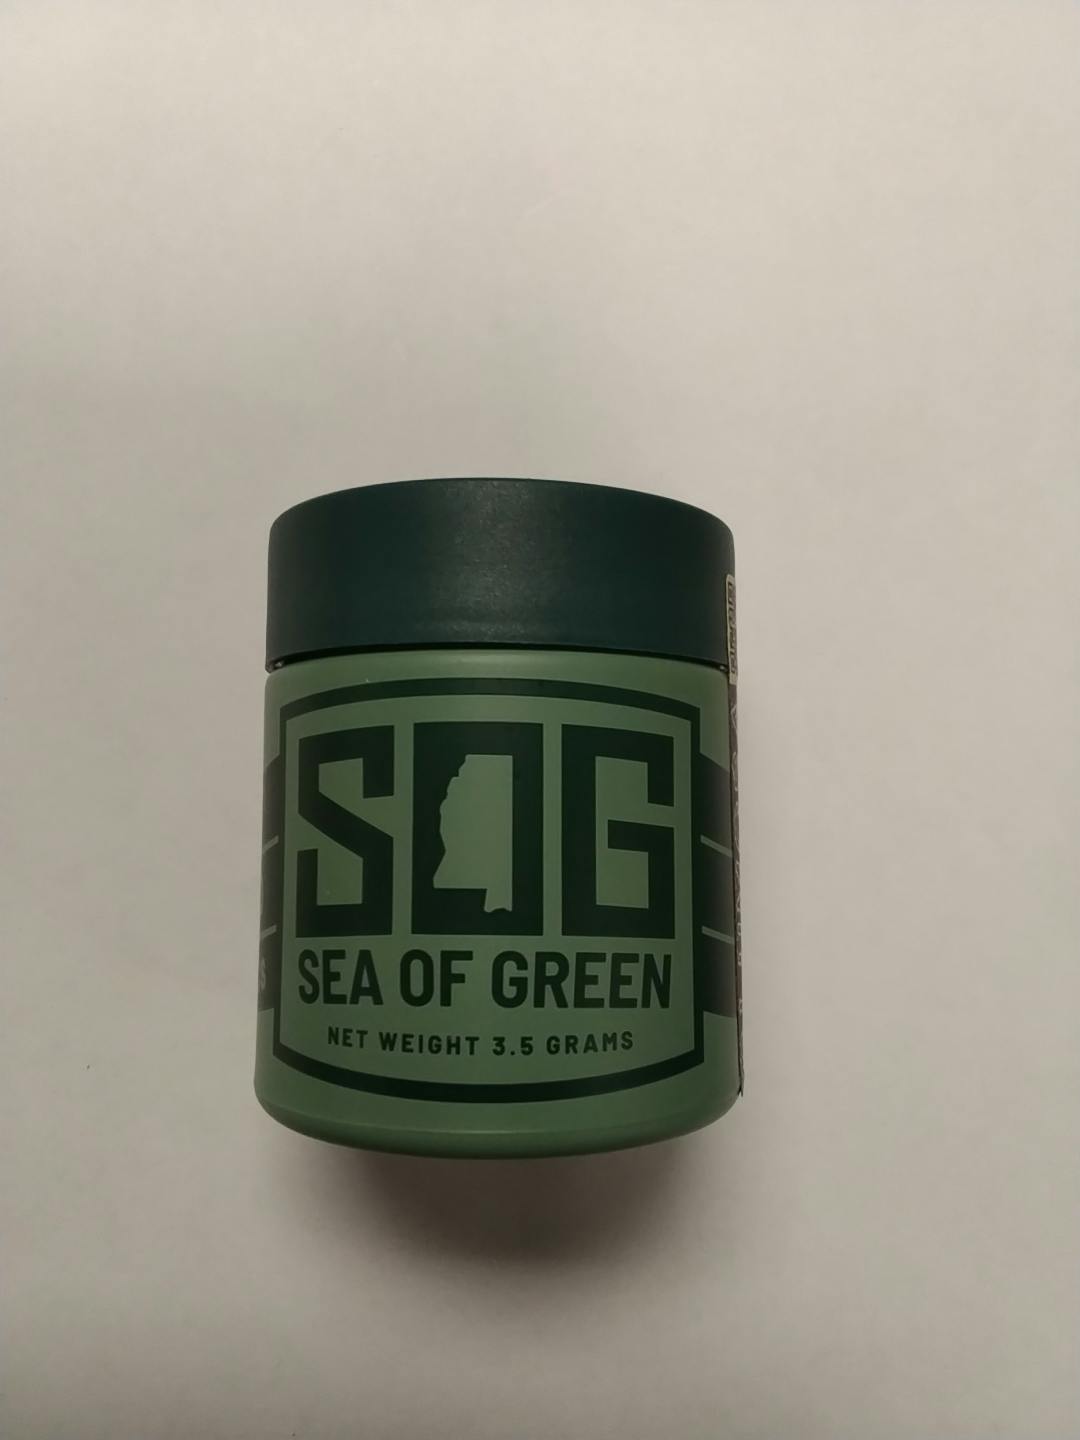 SOG
SEA OF GREEN
NET WEIGHT 3.5 GRAMS